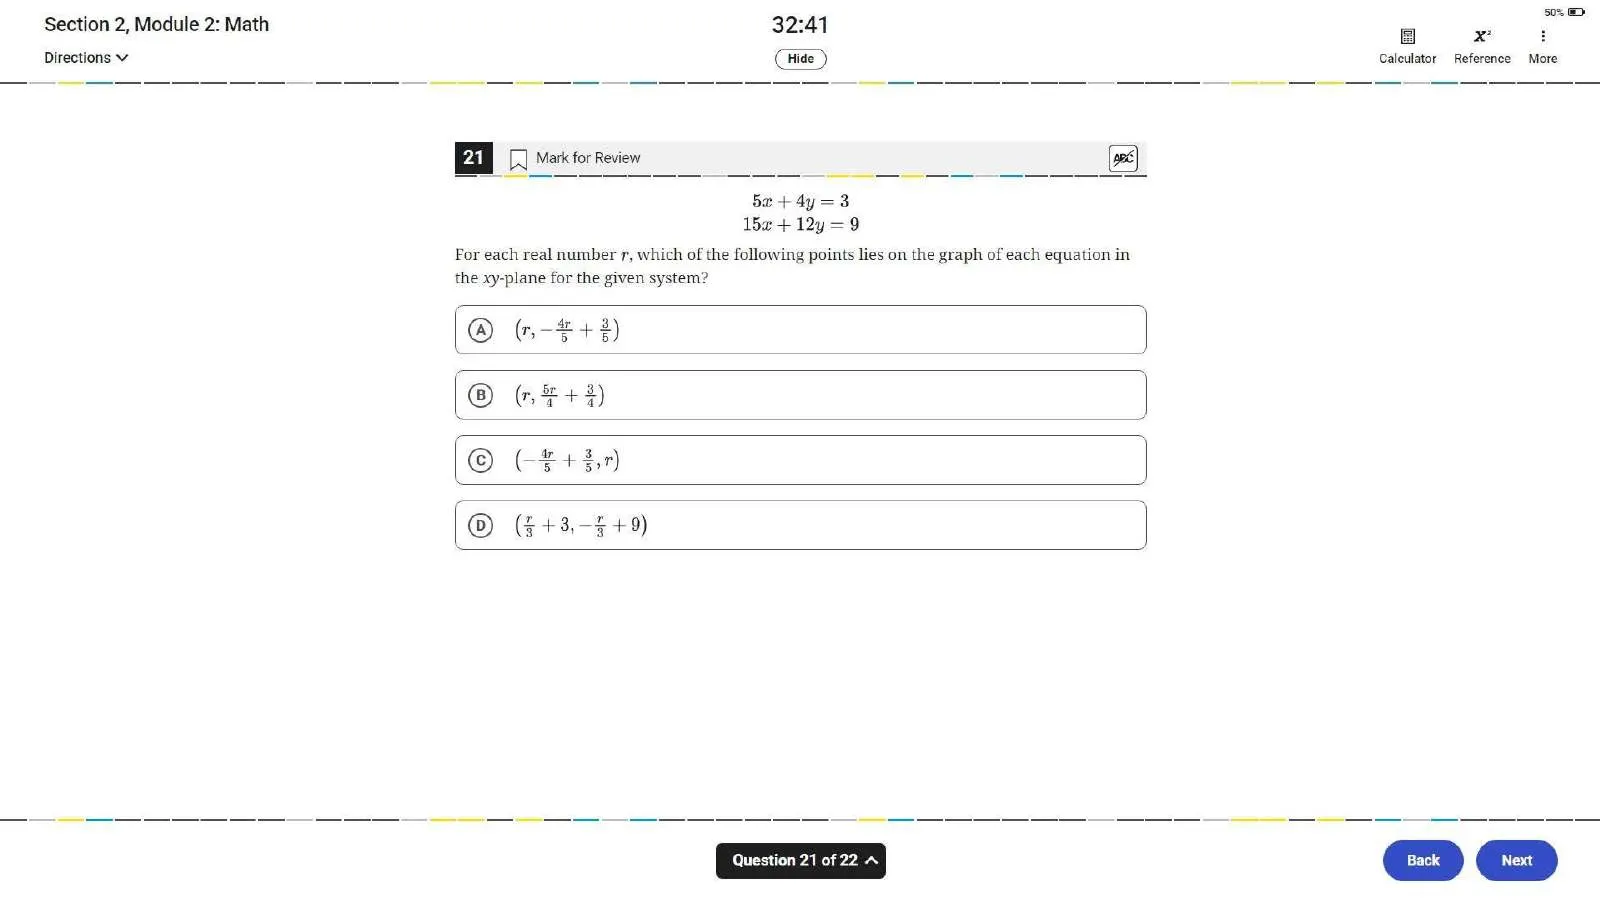 50%
Section 2, Module 2: Math
32:41
Directions
Hide
Calculator
Reference
More
21
Mark for Review
ABC
5x + 4y = 3
15x + 12y = 9
For each real number r, which of the following points lies on the graph of each equation in
the xy-plane for the given system?
A (r, −4r/5 + 3/5)
B (r, 5r/4 + 3/4)
C (−4r/5 + 3/5, r)
D (r/3 + 3, −r/3 + 9)
Question 21 of 22
Back
Next